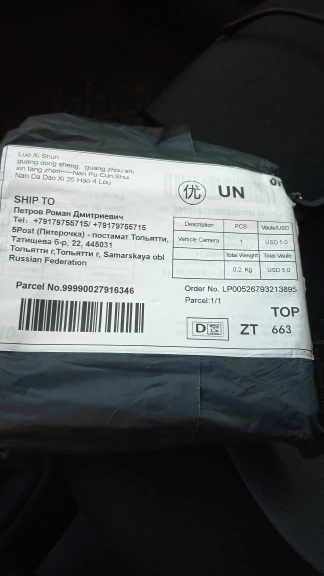 Luo Xi Shun
guang dong sheng, guang zhou shi
xin tang zhen----Nan Pu Cun,Shui
Nan Da Dao Xi 25 Hao 4 Lou
优 UN
SHIP TO
Петров Роман Дмитриевич
Tel: +79179755715/ +79179755715
5Post (Пятерочка) - постамат Тольятти,
Татищева б-р, 22, 445031
Тольятти г,Тольятти г, Samarskaya obl
Russian Federation
Description PCS Vaule/USD
Vehicle Camera 1 USD 5.0
Total Weight Total Vaule
0.2, Kg USD 5.0
Parcel No.99990027916346
Order No. LP00526793213895
Parcel:1/1
TOP
D ZT 663